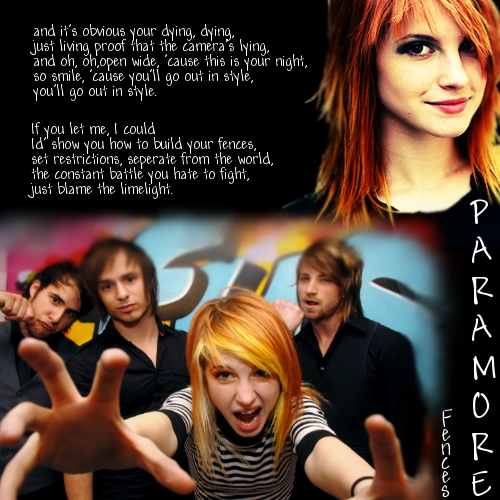 and it's obvious your dying, dying,
just living proof that the camera's lying,
and oh, oh,open wide, 'cause this is your night,
so smile, 'cause you'll go out in style,
you'll go out in style.
If you let me, I could
Id' show you how to build your fences,
set restrictions, seperate from the world,
the constant battle you hate to fight,
just blame the limelight.
PARAMORE
Fences